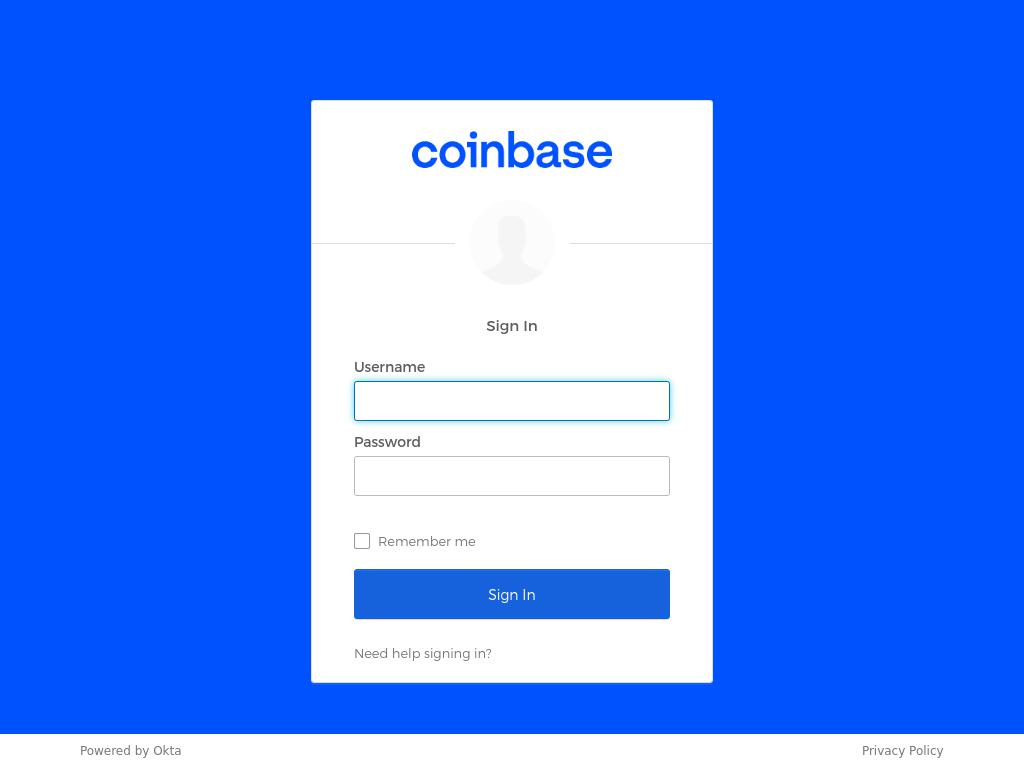 coinbase
Sign In
Username
Password
Remember me
Sign In
Need help signing in?
Powered by Okta
Privacy Policy